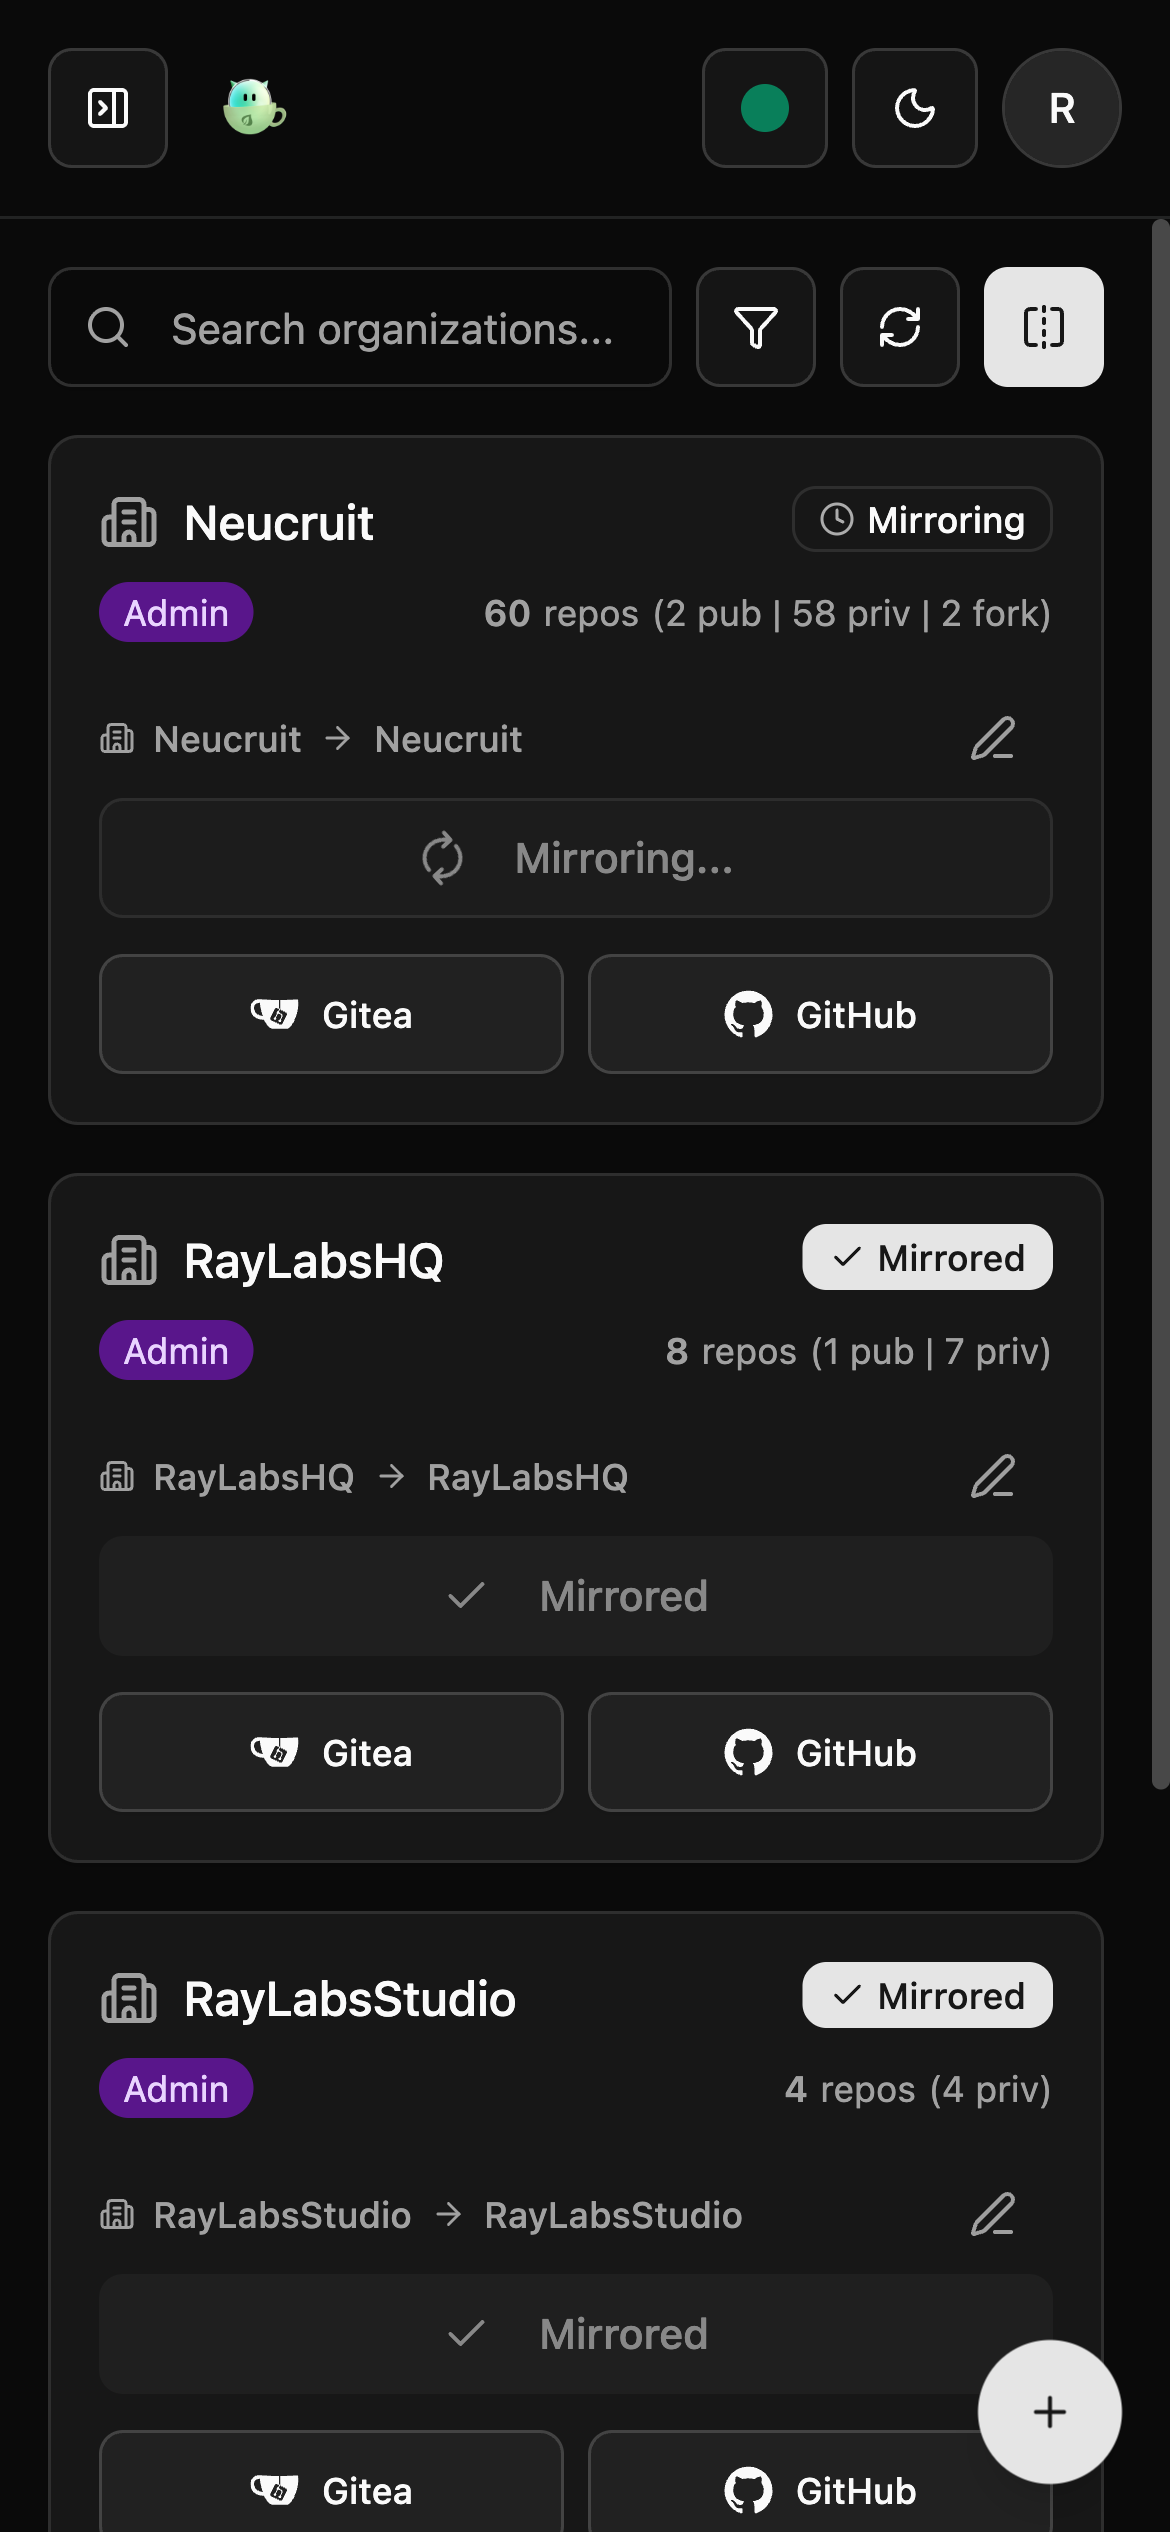 R
Search organizations...
Neucruit
Mirroring
Admin
60 repos (2 pub | 58 priv | 2 fork)
Neucruit → Neucruit
Mirroring...
Gitea
GitHub
RayLabsHQ
Mirrored
Admin
8 repos (1 pub | 7 priv)
RayLabsHQ → RayLabsHQ
Mirrored
Gitea
GitHub
RayLabsStudio
Mirrored
Admin
4 repos (4 priv)
RayLabsStudio → RayLabsStudio
Mirrored
Gitea
GitHub